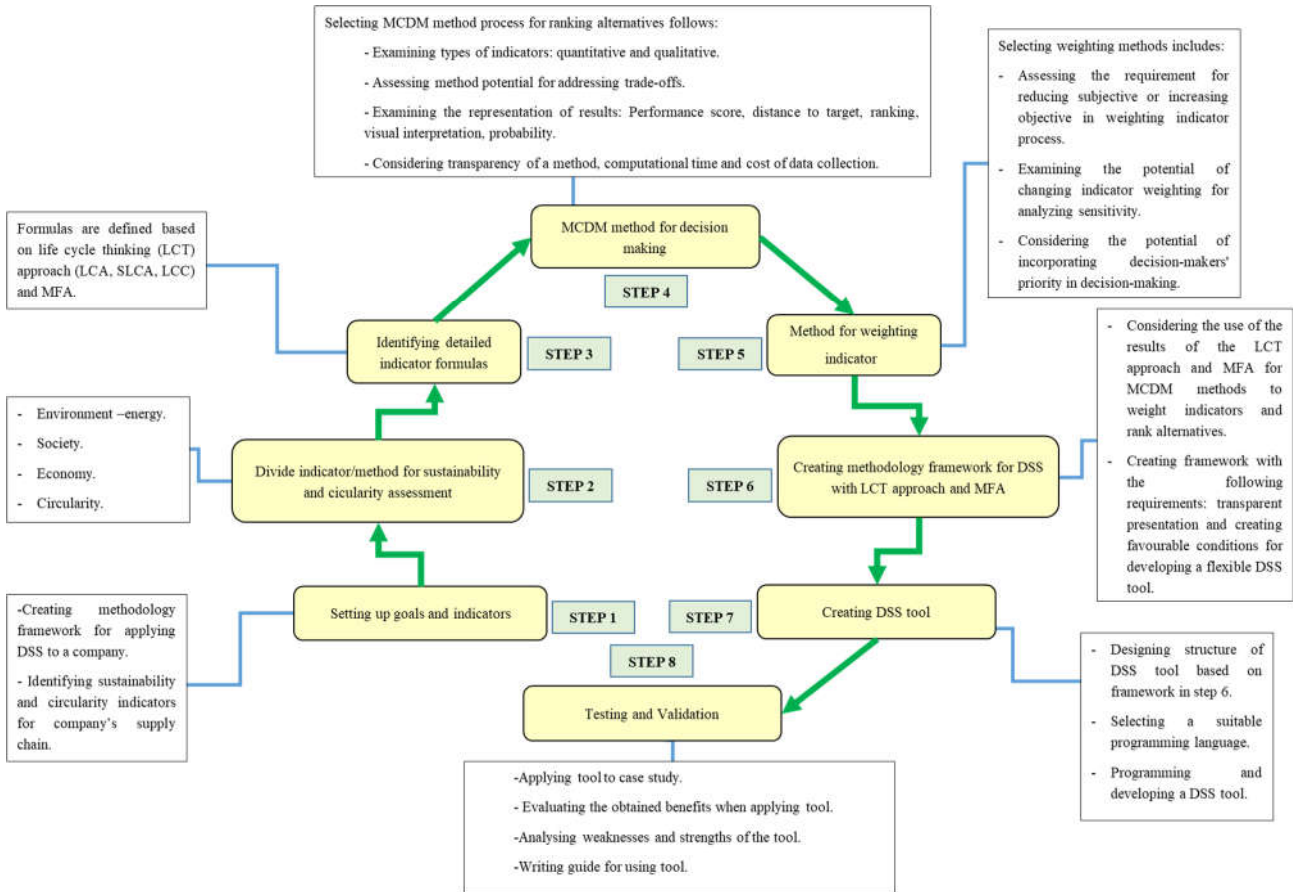 Selecting MCDM method process for ranking alternatives follows:
- Examining types of indicators: quantitative and qualitative.
- Assessing method potential for addressing trade-offs.
- Examining the representation of results: Performance score, distance to target, ranking,
visual interpretation, probability.
- Considering transparency of a method, computational time and cost of data collection.
Selecting weighting methods includes:
- Assessing the requirement for
reducing subjective or increasing
objective in weighting indicator
process.
- Examining the potential of
changing indicator weighting for
analyzing sensitivity.
- Considering the potential of
incorporating decision-makers'
priority in decision-making.
Formulas are defined based
on life cycle thinking (LCT)
approach (LCA, SLCA, LCC)
and MFA.
MCDM method for decision
making
STEP 4
Identifying detailed
indicator formulas
STEP 3
STEP 5
Method for weighting
indicator
- Considering the use of the
results of the LCT
approach and MFA for
MCDM methods to
weight indicators and
rank alternatives.
- Creating framework with
the following
requirements: transparent
presentation and creating
favourable conditions for
developing a flexible DSS
tool.
- Environment –energy.
- Society.
- Economy.
- Circularity.
Divide indicator/method for sustainability
and cicularity assessment
STEP 2
STEP 6
Creating methodology framework for DSS
with LCT approach and MFA
-Creating methodology
framework for applying
DSS to a company.
- Identifying sustainability
and circularity indicators
for company's supply
chain.
Setting up goals and indicators
STEP 1
STEP 7
Creating DSS tool
STEP 8
- Designing structure of
DSS tool based on
framework in step 6.
- Selecting a suitable
programming language.
- Programming and
developing a DSS tool.
Testing and Validation
-Applying tool to case study.
- Evaluating the obtained benefits when applying tool.
-Analysing weaknesses and strengths of the tool.
-Writing guide for using tool.